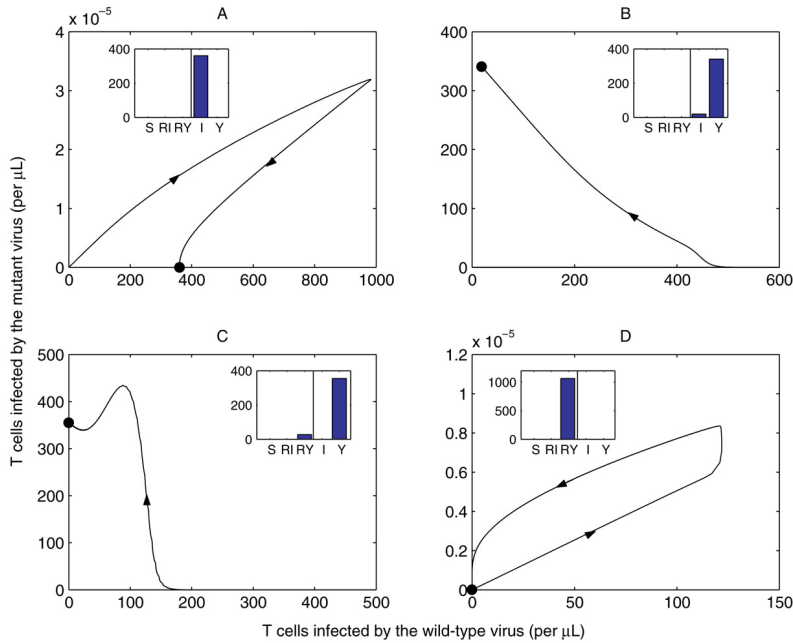 A
x 10⁻⁵
4
3
2
1
0
0 200 400 600 800 1000
400
200
0
S RI RY I Y
B
400
300
200
100
0
0 200 400 600
400
200
0
S RI RY I Y
T cells infected by the mutant virus (per μL)
C
500
400
300
200
100
0
0 100 200 300 400 500
400
200
0
S RI RY I Y
D
x 10⁻⁵
1.2
1
0.8
0.6
0.4
0.2
0
0 50 100 150
1000
500
0
S RI RY I Y
T cells infected by the wild-type virus (per μL)